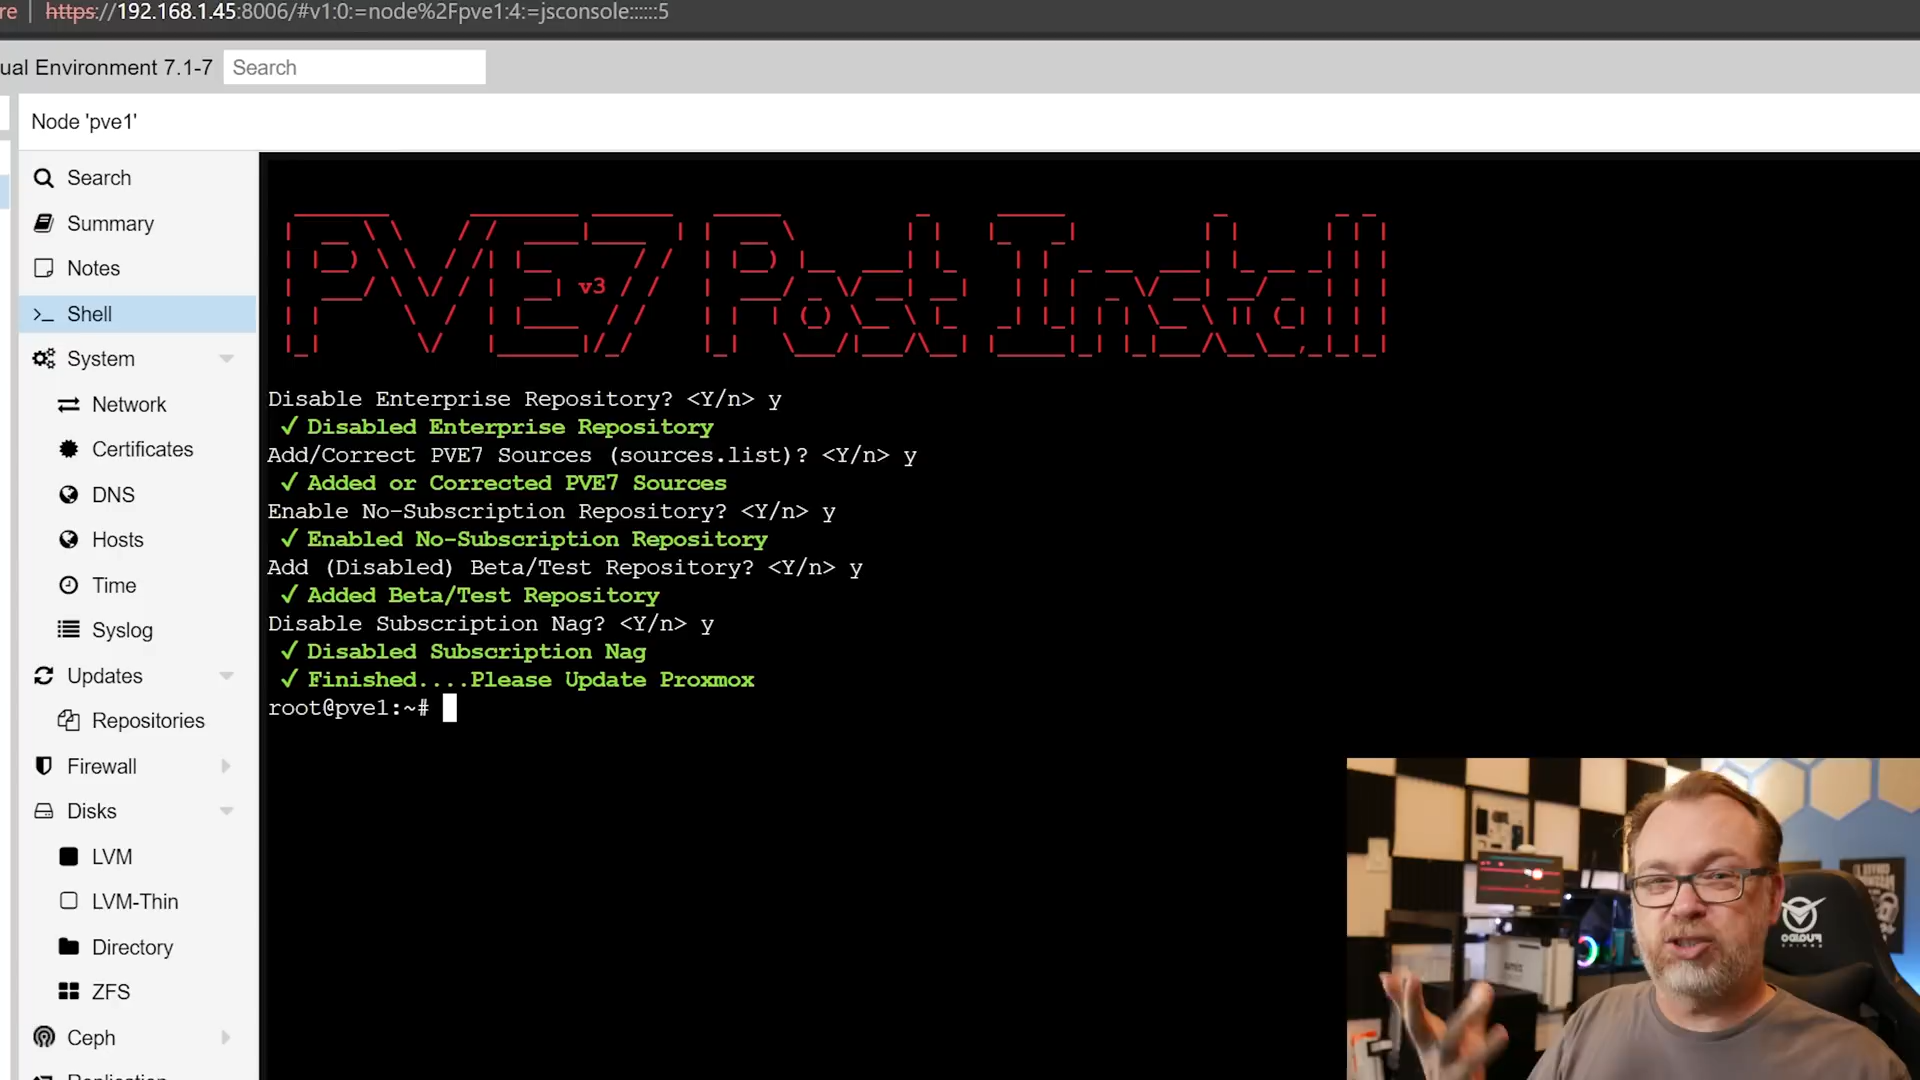 re | https://192.168.1.45:8006/#v1:0:=node%2Fpve1:4:=jsconsole::::::5
ual Environment 7.1-7
Search
Node 'pve1'
Search
Summary
Notes
Shell
System
Network
Certificates
DNS
Hosts
Time
Syslog
Updates
Repositories
Firewall
Disks
LVM
LVM-Thin
Directory
ZFS
Ceph
Replication
PVE7 Post Install
v3
Disable Enterprise Repository? <Y/n> y
✓ Disabled Enterprise Repository
Add/Correct PVE7 Sources (sources.list)? <Y/n> y
✓ Added or Corrected PVE7 Sources
Enable No-Subscription Repository? <Y/n> y
✓ Enabled No-Subscription Repository
Add (Disabled) Beta/Test Repository? <Y/n> y
✓ Added Beta/Test Repository
Disable Subscription Nag? <Y/n> y
✓ Disabled Subscription Nag
✓ Finished....Please Update Proxmox
root@pve1:~#